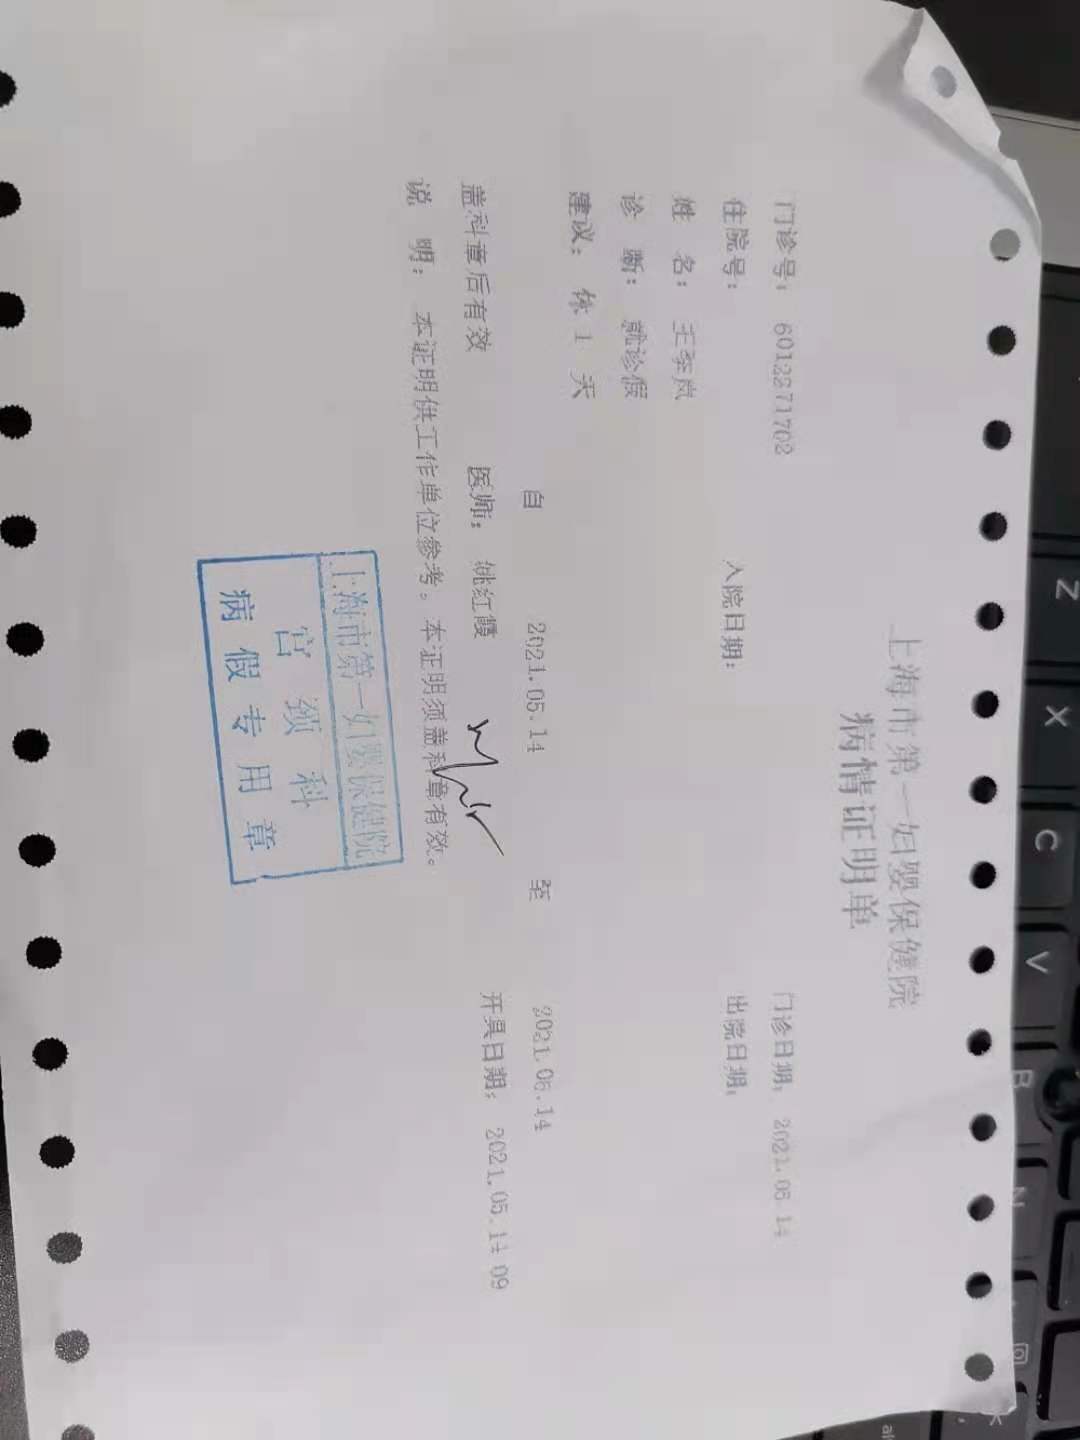 上海市第一妇婴保健院
病情证明单
门诊号: 6012271702 门诊日期: 2021.05.14
住院号: 入院日期: 出院日期:
姓 名: 王季岚
诊 断: 就诊假
建议: 休 1 天
自 2021.05.14 至 2021.05.14
盖科章后有效 医师: 姚红霞 开具日期: 2021.05.14 09
说 明: 本证明供工作单位参考。本证明须盖科章有效。
上海市第一妇婴保健院
宫颈科
病假专用章
Z
X
C
V
B
N